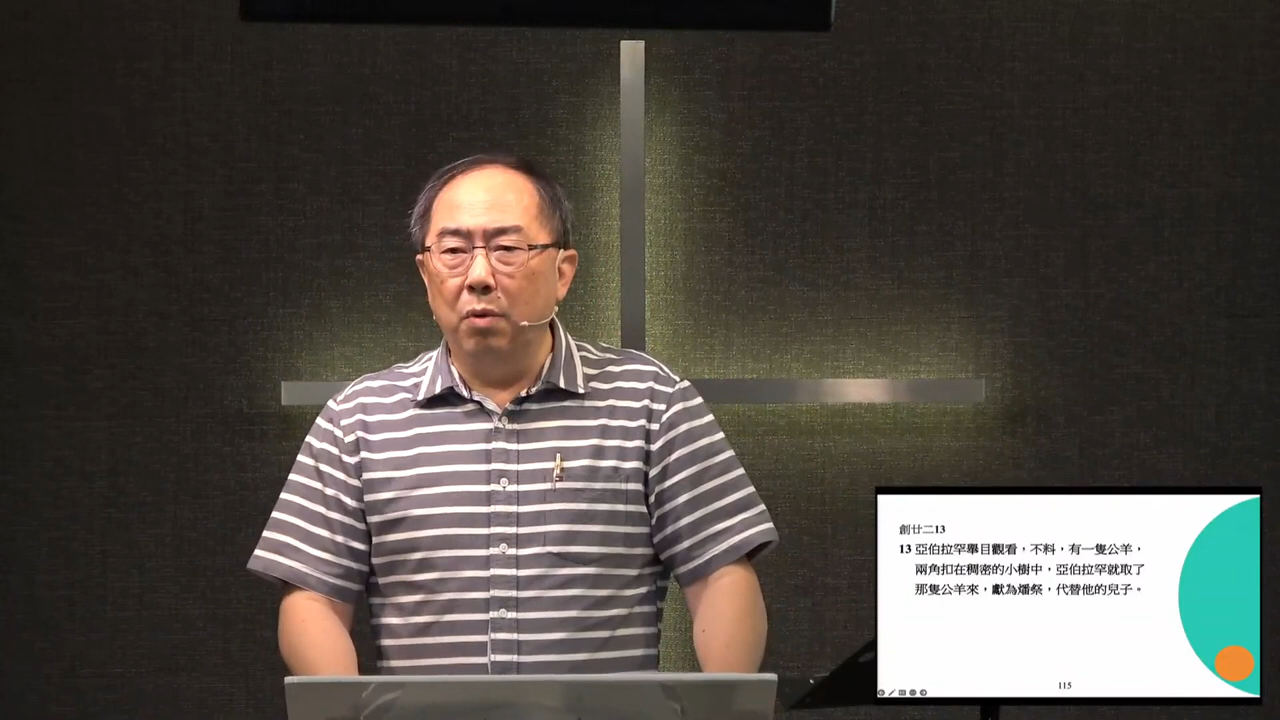 創廿二13
13 亞伯拉罕舉目觀看，不料，有一隻公羊，
兩角扣在稠密的小樹中，亞伯拉罕就取了
那隻公羊來，獻為燔祭，代替他的兒子。
115